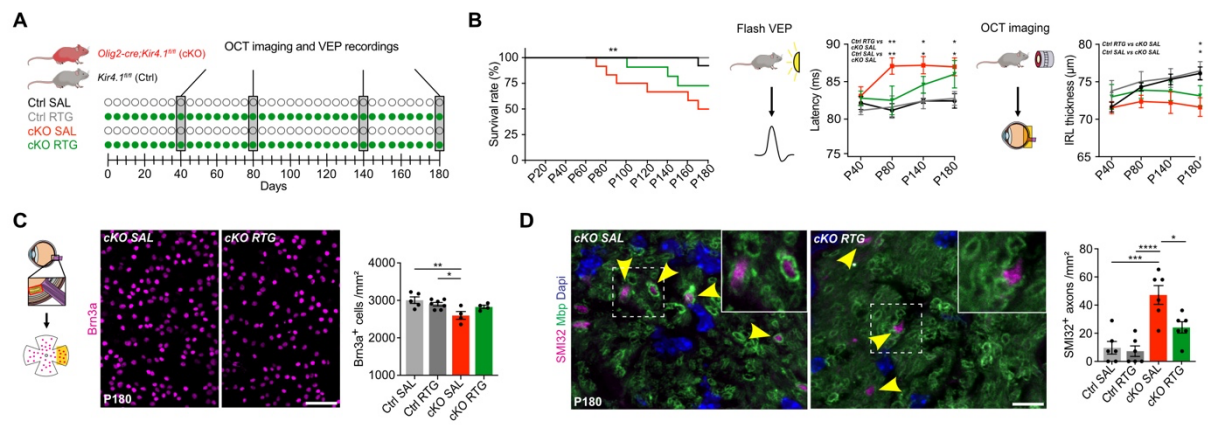 A
Olig2-cre;Kir4.1fl/fl (cKO)
Kir4.1fl/fl (Ctrl)
OCT imaging and VEP recordings
Ctrl SAL
Ctrl RTG
cKO SAL
cKO RTG
0 20 40 60 80 100 120 140 160 180
Days
B
Survival rate (%)
100
75
50
25
0
**
P20 P40 P60 P80 P100 P120 P140 P160 P180
Flash VEP
Latency (ms)
90
85
80
75
Ctrl RTG vs
cKO SAL
Ctrl SAL vs
cKO SAL
** * *
** * *
P40 P80 P140 P180
OCT imaging
IRL thickness (μm)
80
75
70
65
Ctrl RTG vs cKO SAL *
Ctrl SAL vs cKO SAL *
P40 P80 P140 P180
C
Brn3a
cKO SAL
cKO RTG
P180
Brn3a+ cells /mm²
4000
3000
2000
1000
0
**
*
Ctrl SAL
Ctrl RTG
cKO SAL
cKO RTG
D
SMI32 Mbp Dapi
cKO SAL
cKO RTG
P180
SMI32+ axons /mm²
100
80
60
40
20
0
*
****
***
Ctrl SAL
Ctrl RTG
cKO SAL
cKO RTG